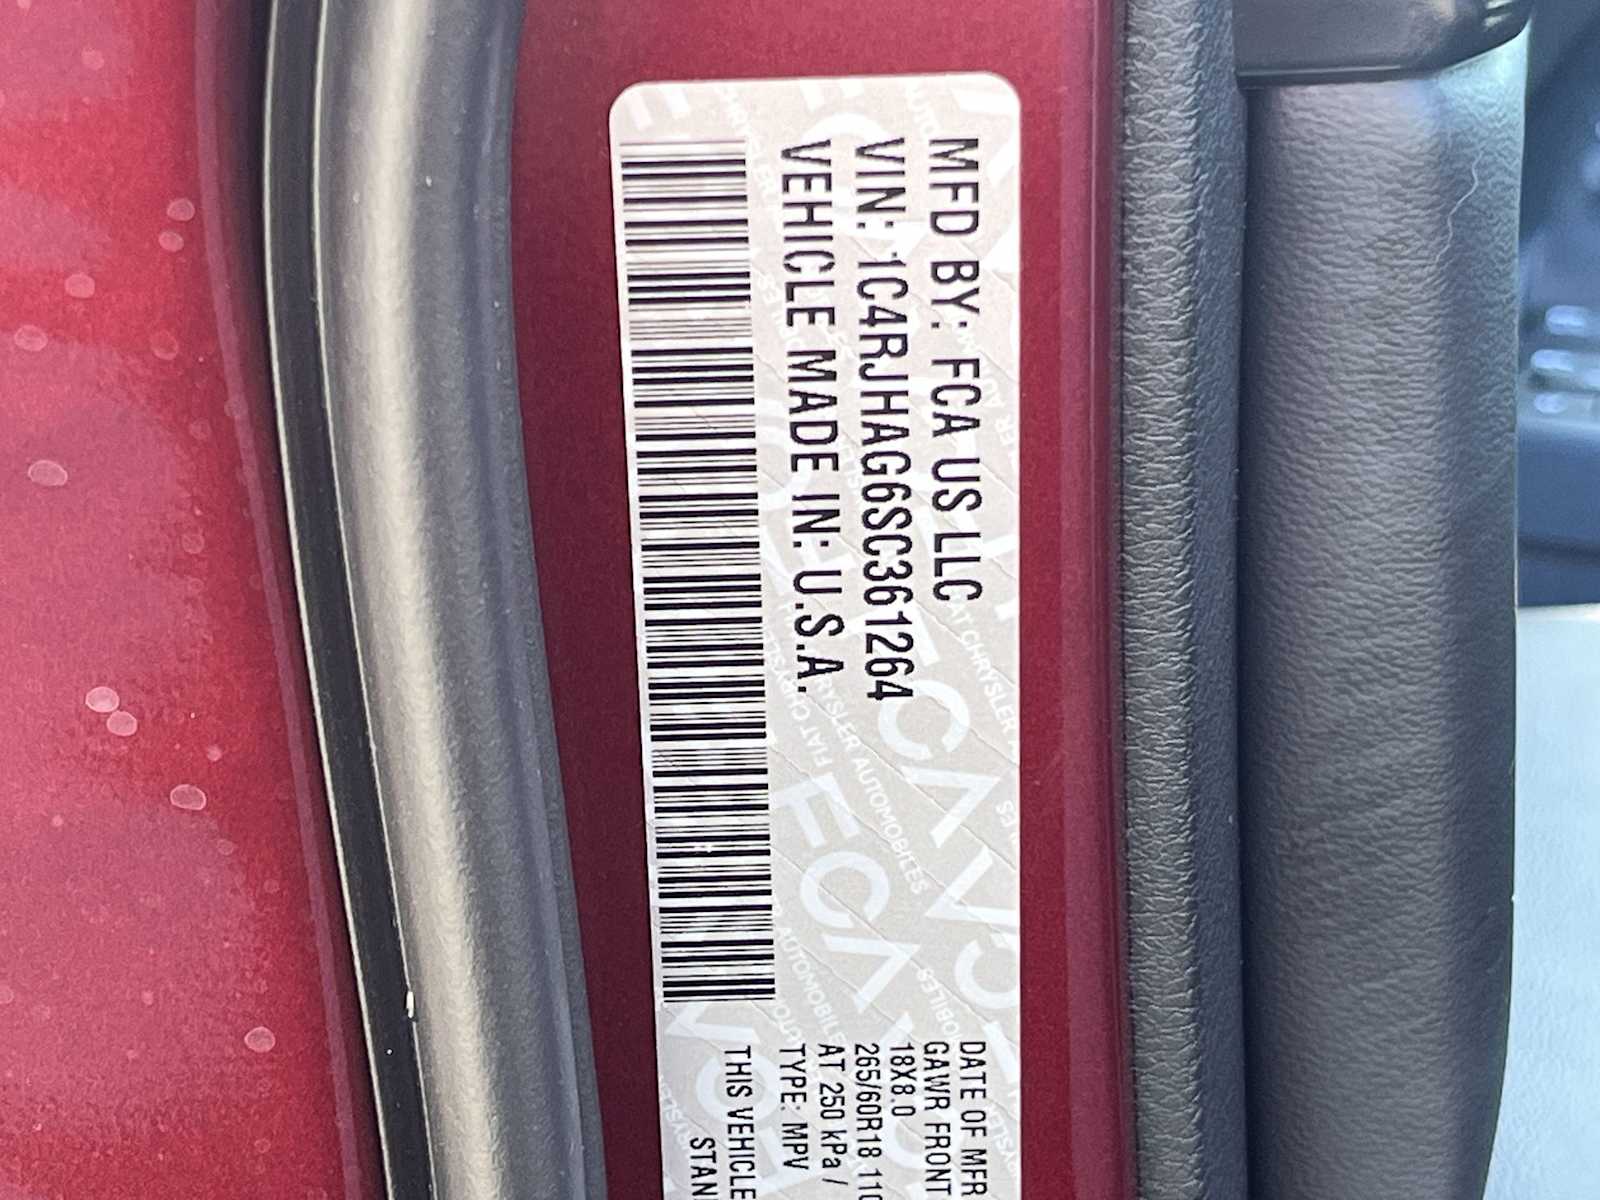 MFD BY: FCA US LLC
VIN: 1C4RJHAG6SC361264
VEHICLE MADE IN: U.S.A.
DATE OF MFR
GAWR FRONT
18X8.0
265/60R18 110
AT 250 kPa /
TYPE: MPV
THIS VEHICLE